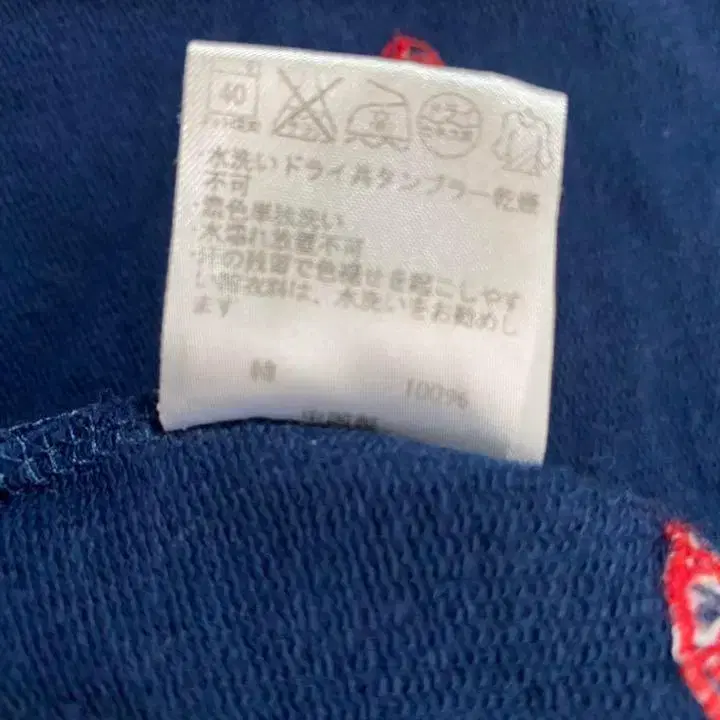 40
水洗いドライ共タンブラー乾燥
不可
・濃色単独洗い
・水濡れ放置不可
・汗の残留で色褪せを起こしやす
い衣料は、水洗いをお勧めし
ます
綿 100%